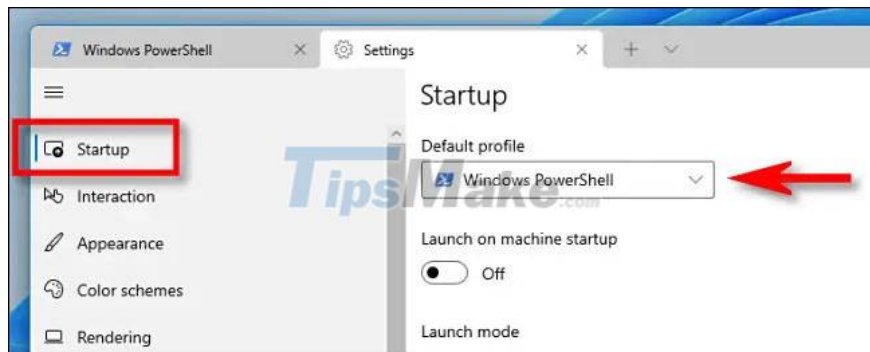 Windows PowerShell
Settings
Startup
Startup
Default profile
Windows PowerShell
Interaction
TipsMake.com
Appearance
Launch on machine startup
Off
Color schemes
Rendering
Launch mode